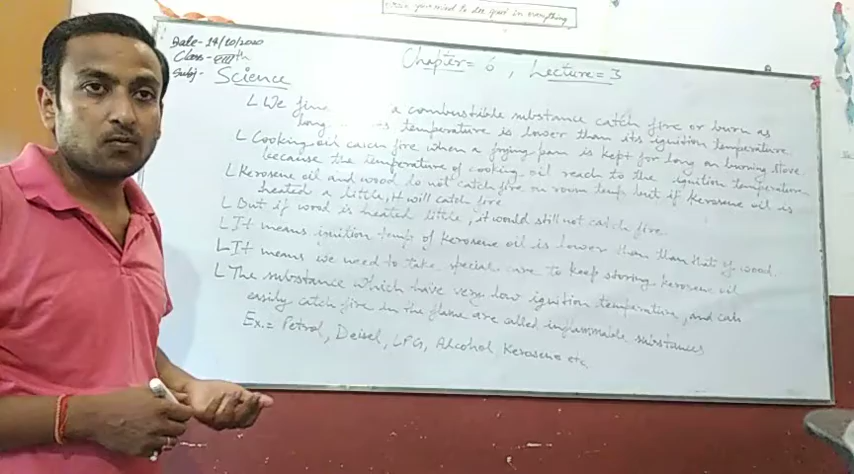 in everything
Date- 14/10/2020
Class- VIIIth
Subj- Science
Chapter = 6, Lecture = 3
We fin a combustible substance catch fire or burn as
long its temperature is lower than its ignition temperature
Cooking oil catch fire when a frying pan is kept for long on burning stove
because the temperature of cooking oil reach to the ignition temperature
Kerosene oil and wood do not catch fire on room temp but if kerosene oil is
heated a little, it will catch fire
But if wood is heated little, it would still not catch fire
It means ignition temp of kerosene oil is lower than than that of wood.
It means we need to take special care to keep storing kerosene oil
The substance which have very low ignition temperature, and can
easily catch fire in the flame are called inflammable substances
Ex.= Petrol, Deisel, LPG, Alcohol Kerosene etc.